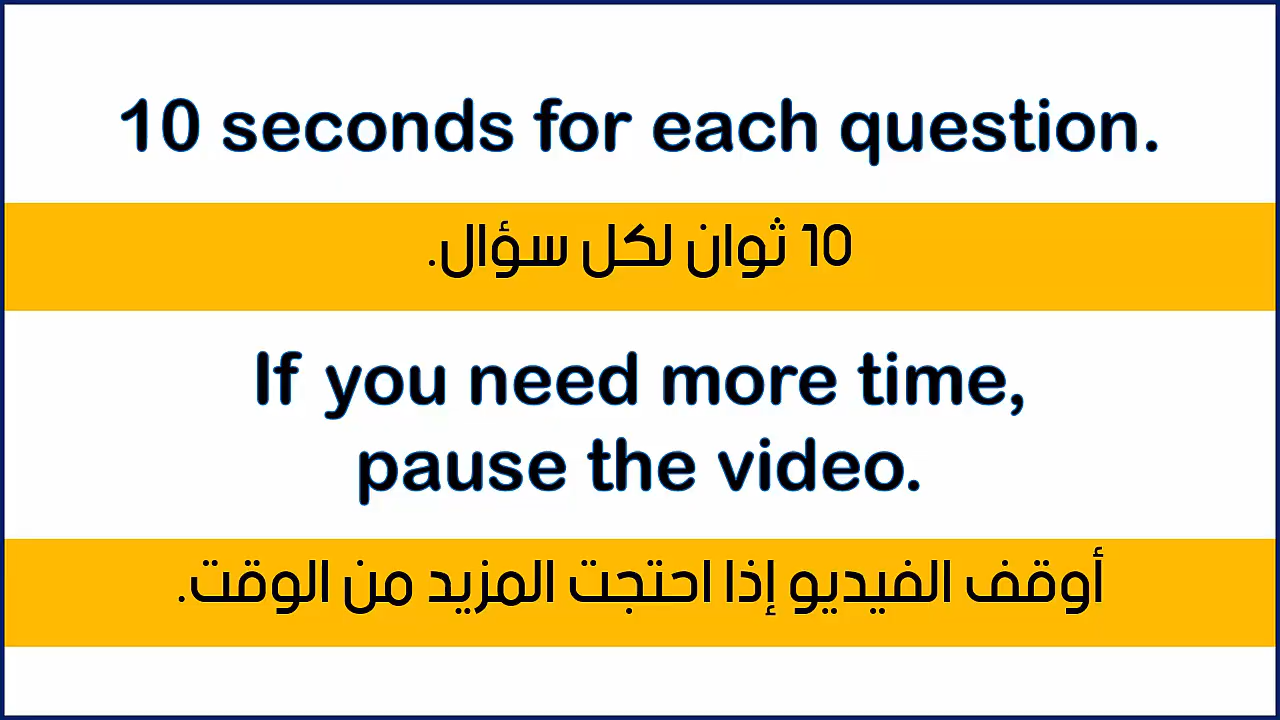 10 seconds for each question.
10 ثوان لكل سؤال.
If you need more time,
pause the video.
أوقف الفيديو إذا احتجت المزيد من الوقت.